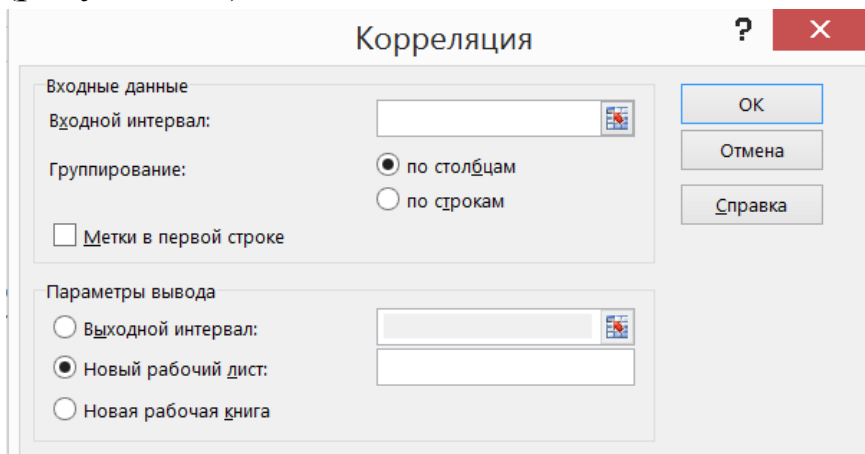 Корреляция
?
Входные данные
Входной интервал:
Группирование:
по столбцам
по строкам
Метки в первой строке
Параметры вывода
Выходной интервал:
Новый рабочий лист:
Новая рабочая книга
ОК
Отмена
Справка